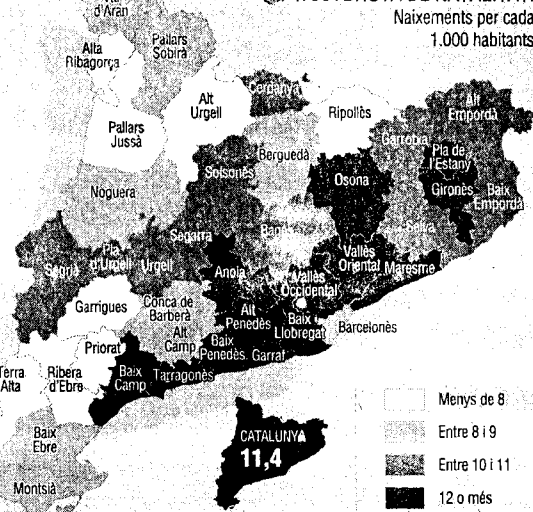 d'Aran
Naixements per cada
1.000 habitants
Alta
Ribagorça
Pallars
Sobirà
Alt
Urgell
Cerdanya
Ripollès
Alt
Empordà
Pallars
Jussà
Berguedà
Garrotxa
Pla de
l'Estany
Solsonès
Osona
Gironès
Baix
Empordà
Noguera
Selva
Segarra
Segrià
Pla
d'Urgell
Urgell
Anoia
Vallès
Oriental
Maresme
Vallès
Occidental
Garrigues
Conca de
Barberà
Alt
Penedès
Baix
Llobregat
Barcelonès
Alt
Camp
Baix
Penedès
Garraf
Priorat
Terra
Alta
Ribera
d'Ebre
Baix
Camp
Tarragonès
Baix
Ebre
Montsià
CATALUNYA
11,4
Menys de 8
Entre 8 i 9
Entre 10 i 11
12 o més